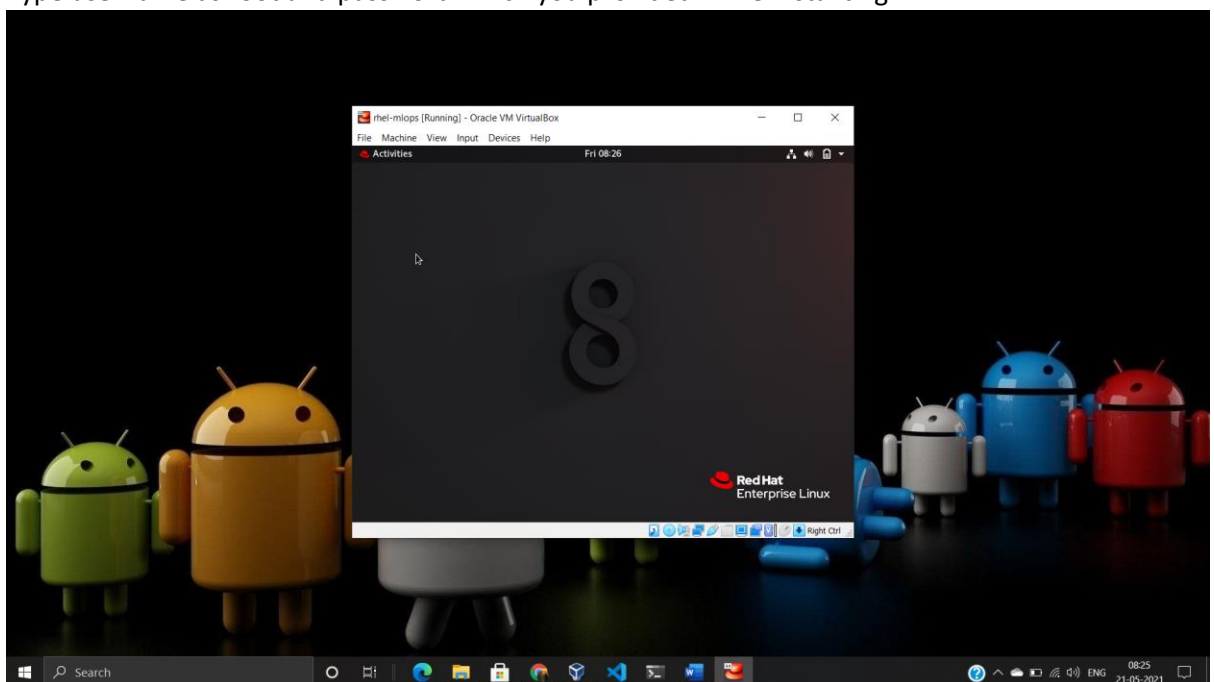 rhel-mlops [Running] - Oracle VM VirtualBox
File Machine View Input Devices Help
Activities Fri 08:26
8
Red Hat
Enterprise Linux
Right Ctrl
Search
ENG
08:25
21-05-2021